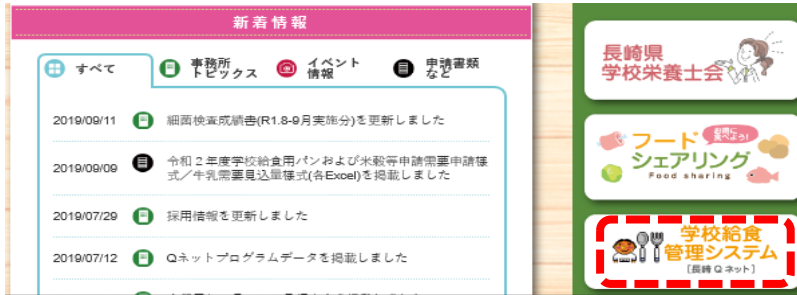 新着情報
すべて
事務所
トピックス
イベント
情報
申請書類
など
2019/09/11 細菌検査成績書(R1.8-9月実施分)を更新しました
2019/09/09 令和２年度学校給食用パンおよび米穀等申請需要申請様
式／牛乳需要見込量様式(各Excel)を掲載しました
2019/07/29 採用情報を更新しました
2019/07/12 Qネットプログラムデータを掲載しました
長崎県
学校栄養士会
お得に
食べよう!
フード
シェアリング
Food sharing
学校給食
管理システム
[長崎Qネット]